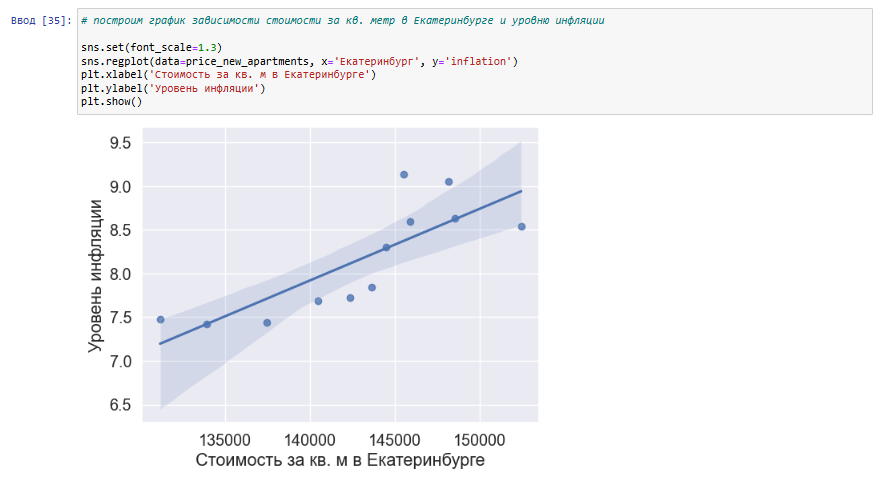 Ввод [35]: # построим график зависимости стоимости за кв. метр в Екатеринбурге и уровню инфляции
sns.set(font_scale=1.3)
sns.regplot(data=price_new_apartments, x='Екатеринбург', y='inflation')
plt.xlabel('Стоимость за кв. м в Екатеринбурге')
plt.ylabel('Уровень инфляции')
plt.show()
9.5
9.0
8.5
8.0
7.5
7.0
6.5
Уровень инфляции
135000 140000 145000 150000
Стоимость за кв. м в Екатеринбурге